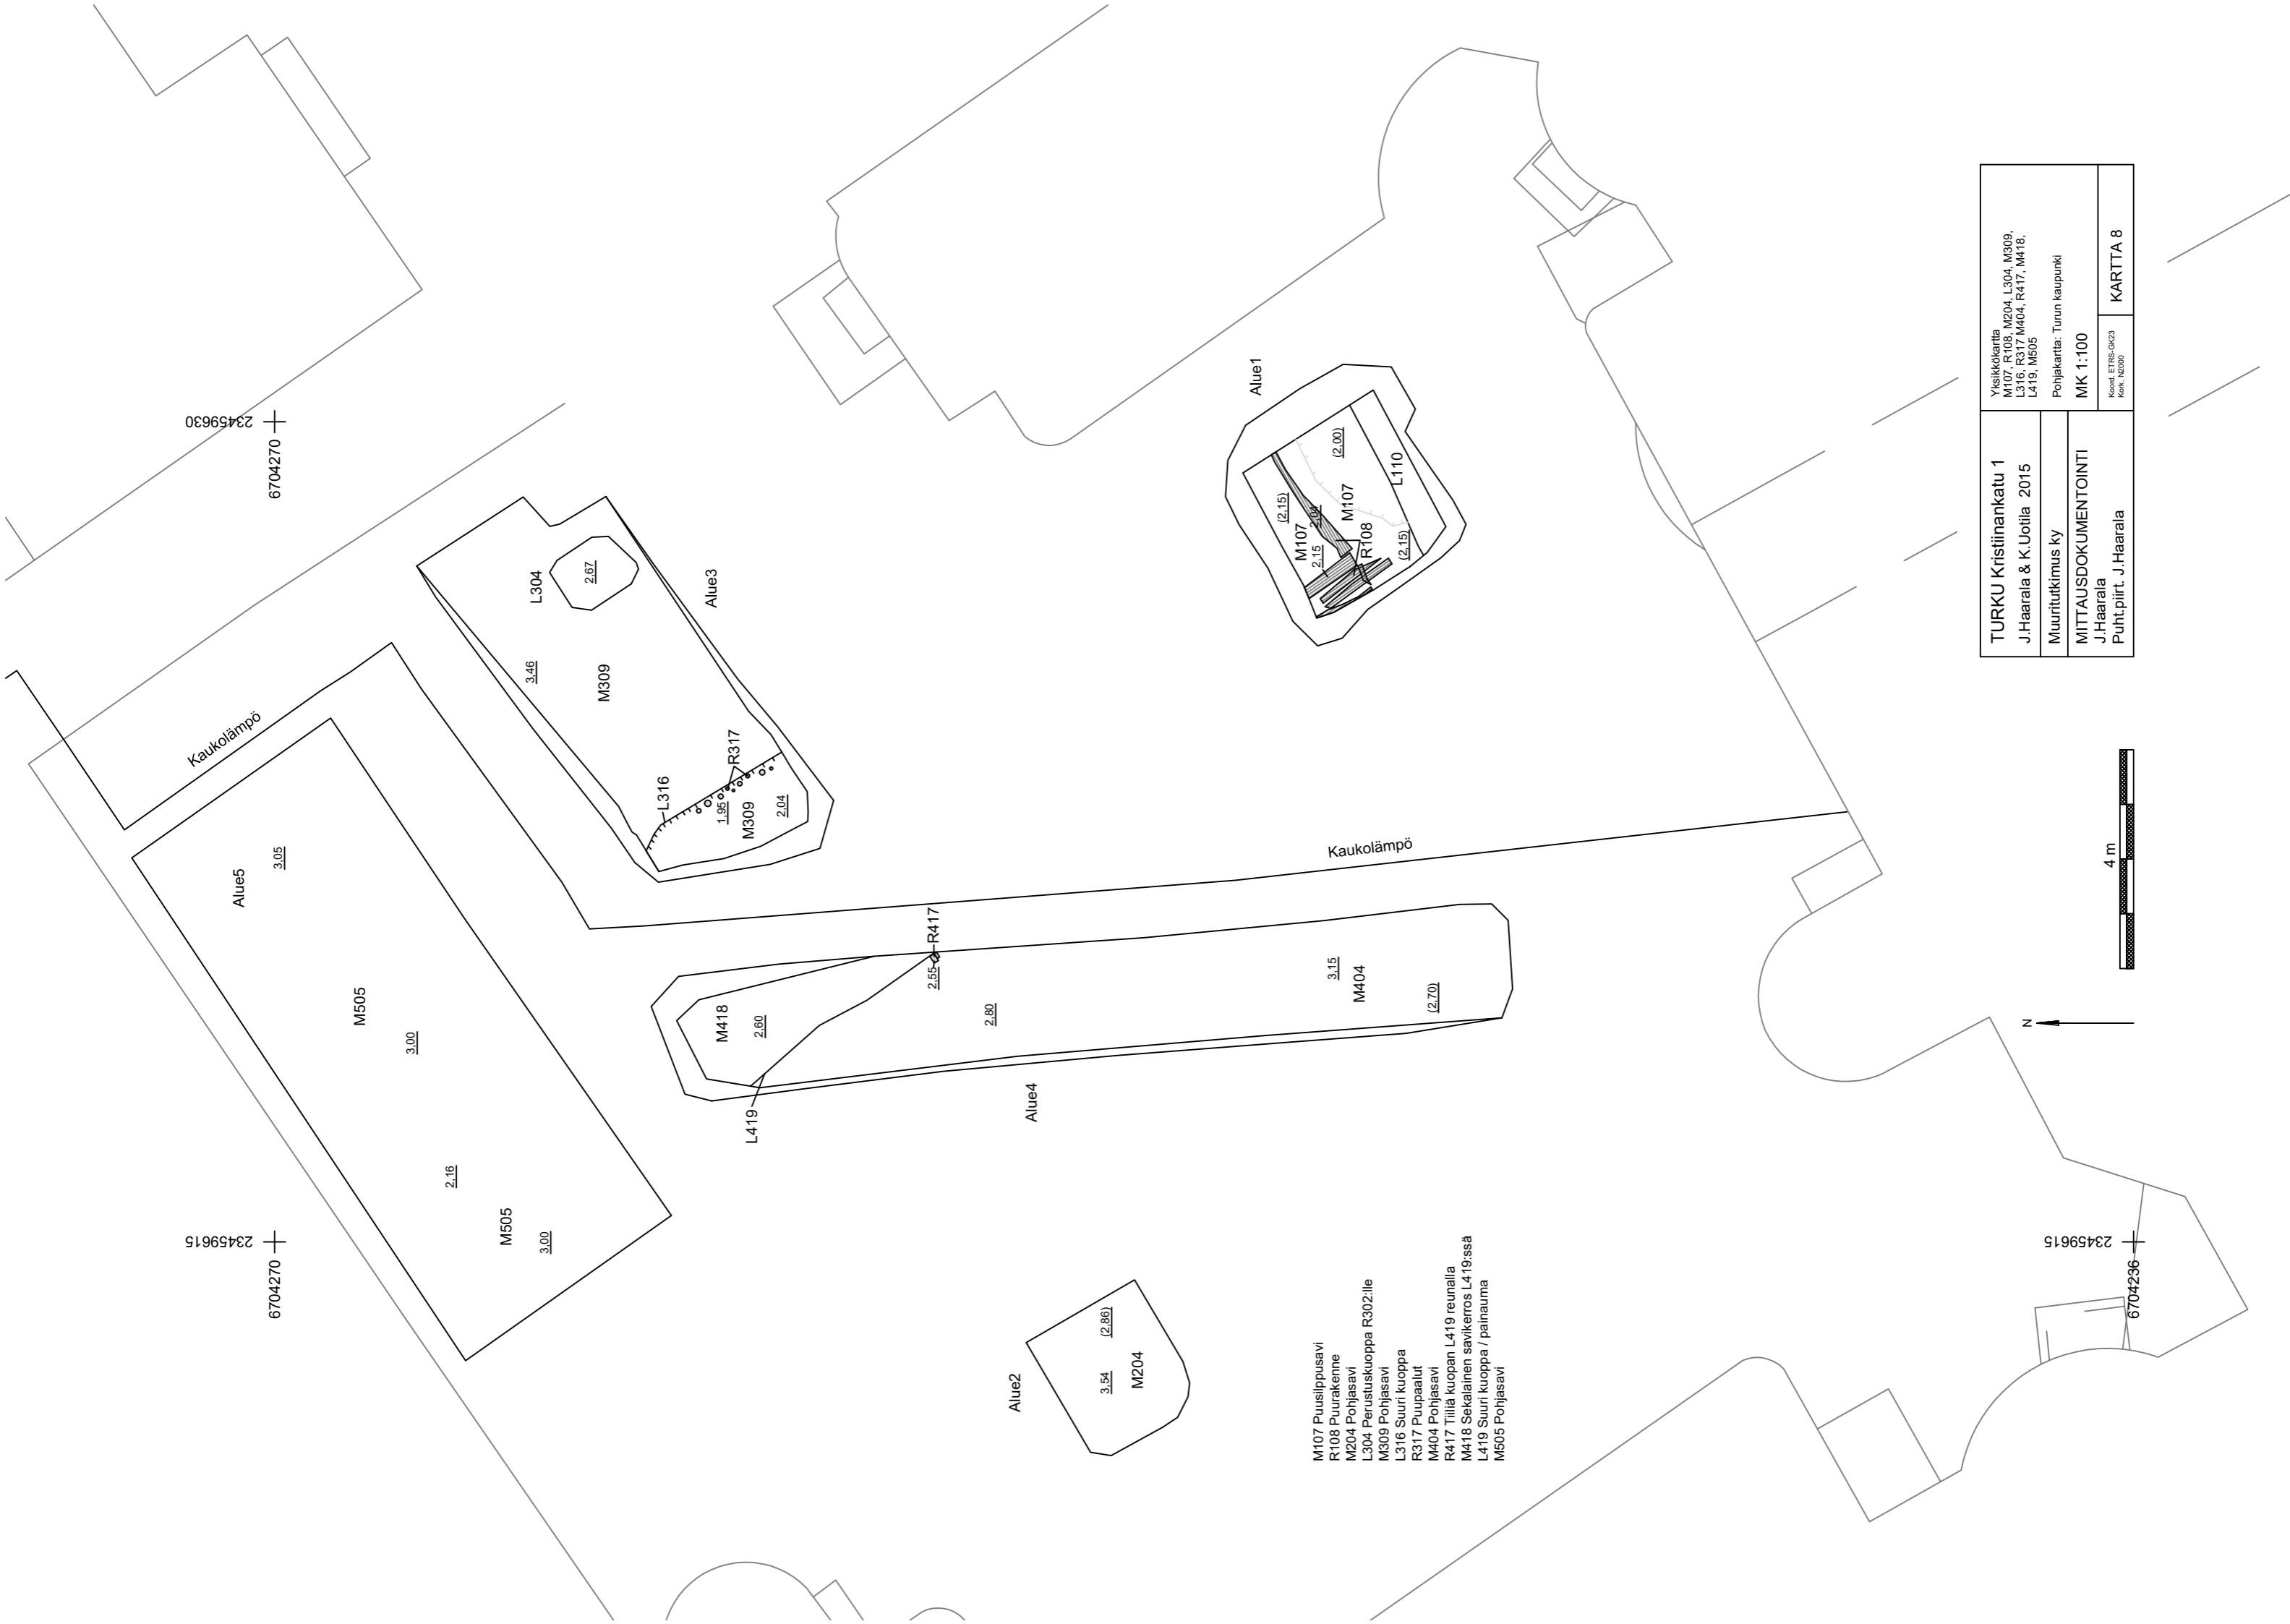 23459630
6704270
23459615
6704270
Kaukolämpö
Alue5
3,05
M505
3,00
2,16
M505
3,00
L304
2,67
Alue3
3,46
M309
L316
R317
1,95
M309
2,04
Alue1
(2,00)
L110
(2,15)
M107
2,04
M107
2,15
R108
(2,15)
Kaukolämpö
R417
2,55
M418
2,60
2,80
3,15
M404
(2,70)
L419
Alue4
Alue2
3,54
(2,86)
M204
M107 Puusilppusavi
R108 Puurakenne
M204 Pohjasavi
L304 Perustuskuoppa R302:lle
M309 Pohjasavi
L316 Suuri kuoppa
R317 Puupaalut
M404 Pohjasavi
R417 Tiiliä kuopan L419 reunalla
M418 Sekalainen savikerros L419:ssä
L419 Suuri kuoppa / painauma
M505 Pohjasavi
23459615
6704236
N
4 m
TURKU Kristiinankatu 1
J.Haarala & K.Uotila 2015
Muuritutkimus ky
MITTAUSDOKUMENTOINTI
J.Haarala
Puht.piirt. J.Haarala
Yksikkökartta
M107, R108, M204, L304, M309,
L316, R317 M404, R417, M418,
L419, M505
Pohjakartta: Turun kaupunki
MK 1:100
Koord. ETRS-GK23
Kork. N2000
KARTTA 8